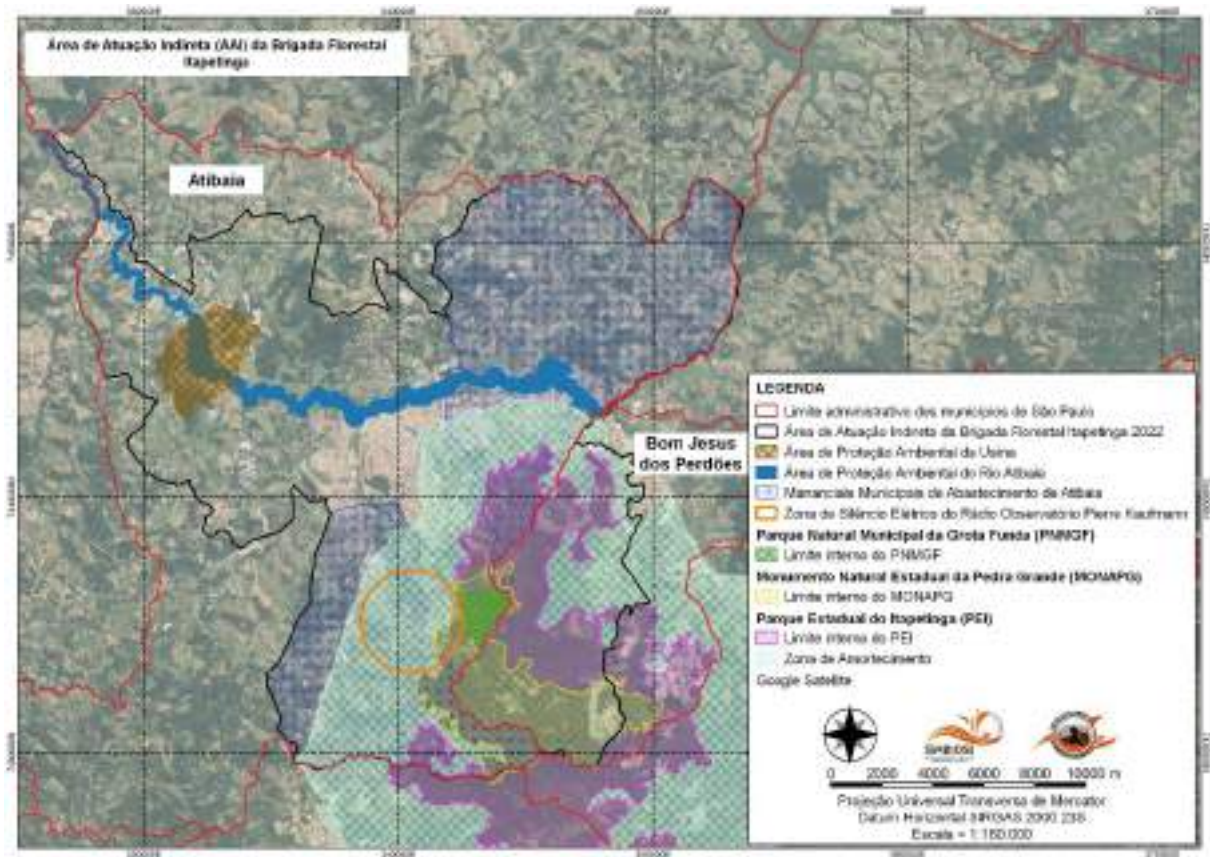 Área de Atuação Indireta (AAI) da Brigada Florestal
Itapetinga
Atibaia
Bom Jesus
dos Perdões
LEGENDA
Limite administrativo dos municípios de São Paulo
Área de Atuação Indireta da Brigada Florestal Itapetinga 2022
Área de Proteção Ambiental da Usina
Área de Proteção Ambiental do Rio Atibaia
Mananciais Municipais de Abastecimento de Atibaia
Zona de Silêncio Elétrico do Rádio Observatório Pierre Kaufmann
Parque Natural Municipal da Grota Funda (PNMGF)
Limite interno do PNMGF
Monumento Natural Estadual da Pedra Grande (MONAPG)
Limite interno do MONAPG
Parque Estadual do Itapetinga (PEI)
Limite interno do PEI
Zona de Amortecimento
Google Satellite
0 2000 4000 6000 8000 10000 m
Projeção Universal Transversa de Mercator
Datum Horizontal SIRGAS 2000 23S
Escala = 1:160.000